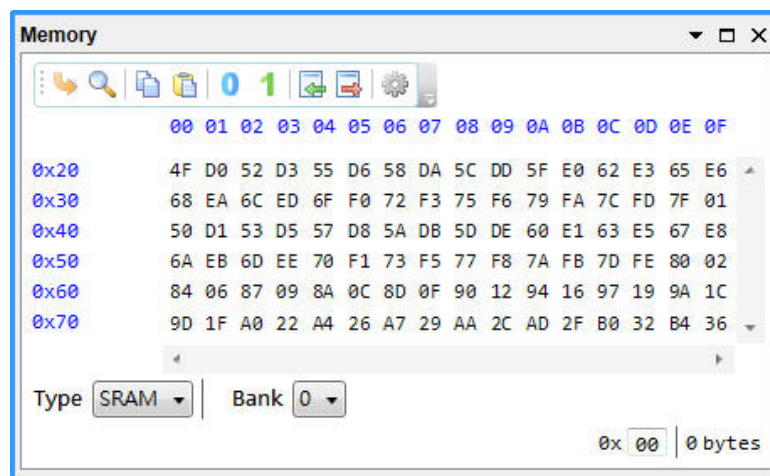 Memory
0 1
00 01 02 03 04 05 06 07 08 09 0A 0B 0C 0D 0E 0F
0x20 4F D0 52 D3 55 D6 58 DA 5C DD 5F E0 62 E3 65 E6
0x30 68 EA 6C ED 6F F0 72 F3 75 F6 79 FA 7C FD 7F 01
0x40 50 D1 53 D5 57 D8 5A DB 5D DE 60 E1 63 E5 67 E8
0x50 6A EB 6D EE 70 F1 73 F5 77 F8 7A FB 7D FE 80 02
0x60 84 06 87 09 8A 0C 8D 0F 90 12 94 16 97 19 9A 1C
0x70 9D 1F A0 22 A4 26 A7 29 AA 2C AD 2F B0 32 B4 36
Type SRAM Bank 0
0x 00 0 bytes